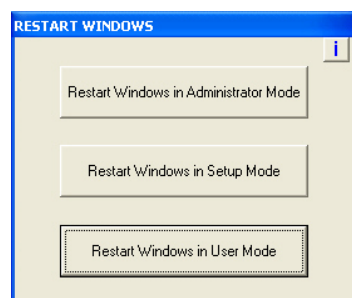 RESTART WINDOWS
i
Restart Windows in Administrator Mode
Restart Windows in Setup Mode
Restart Windows in User Mode